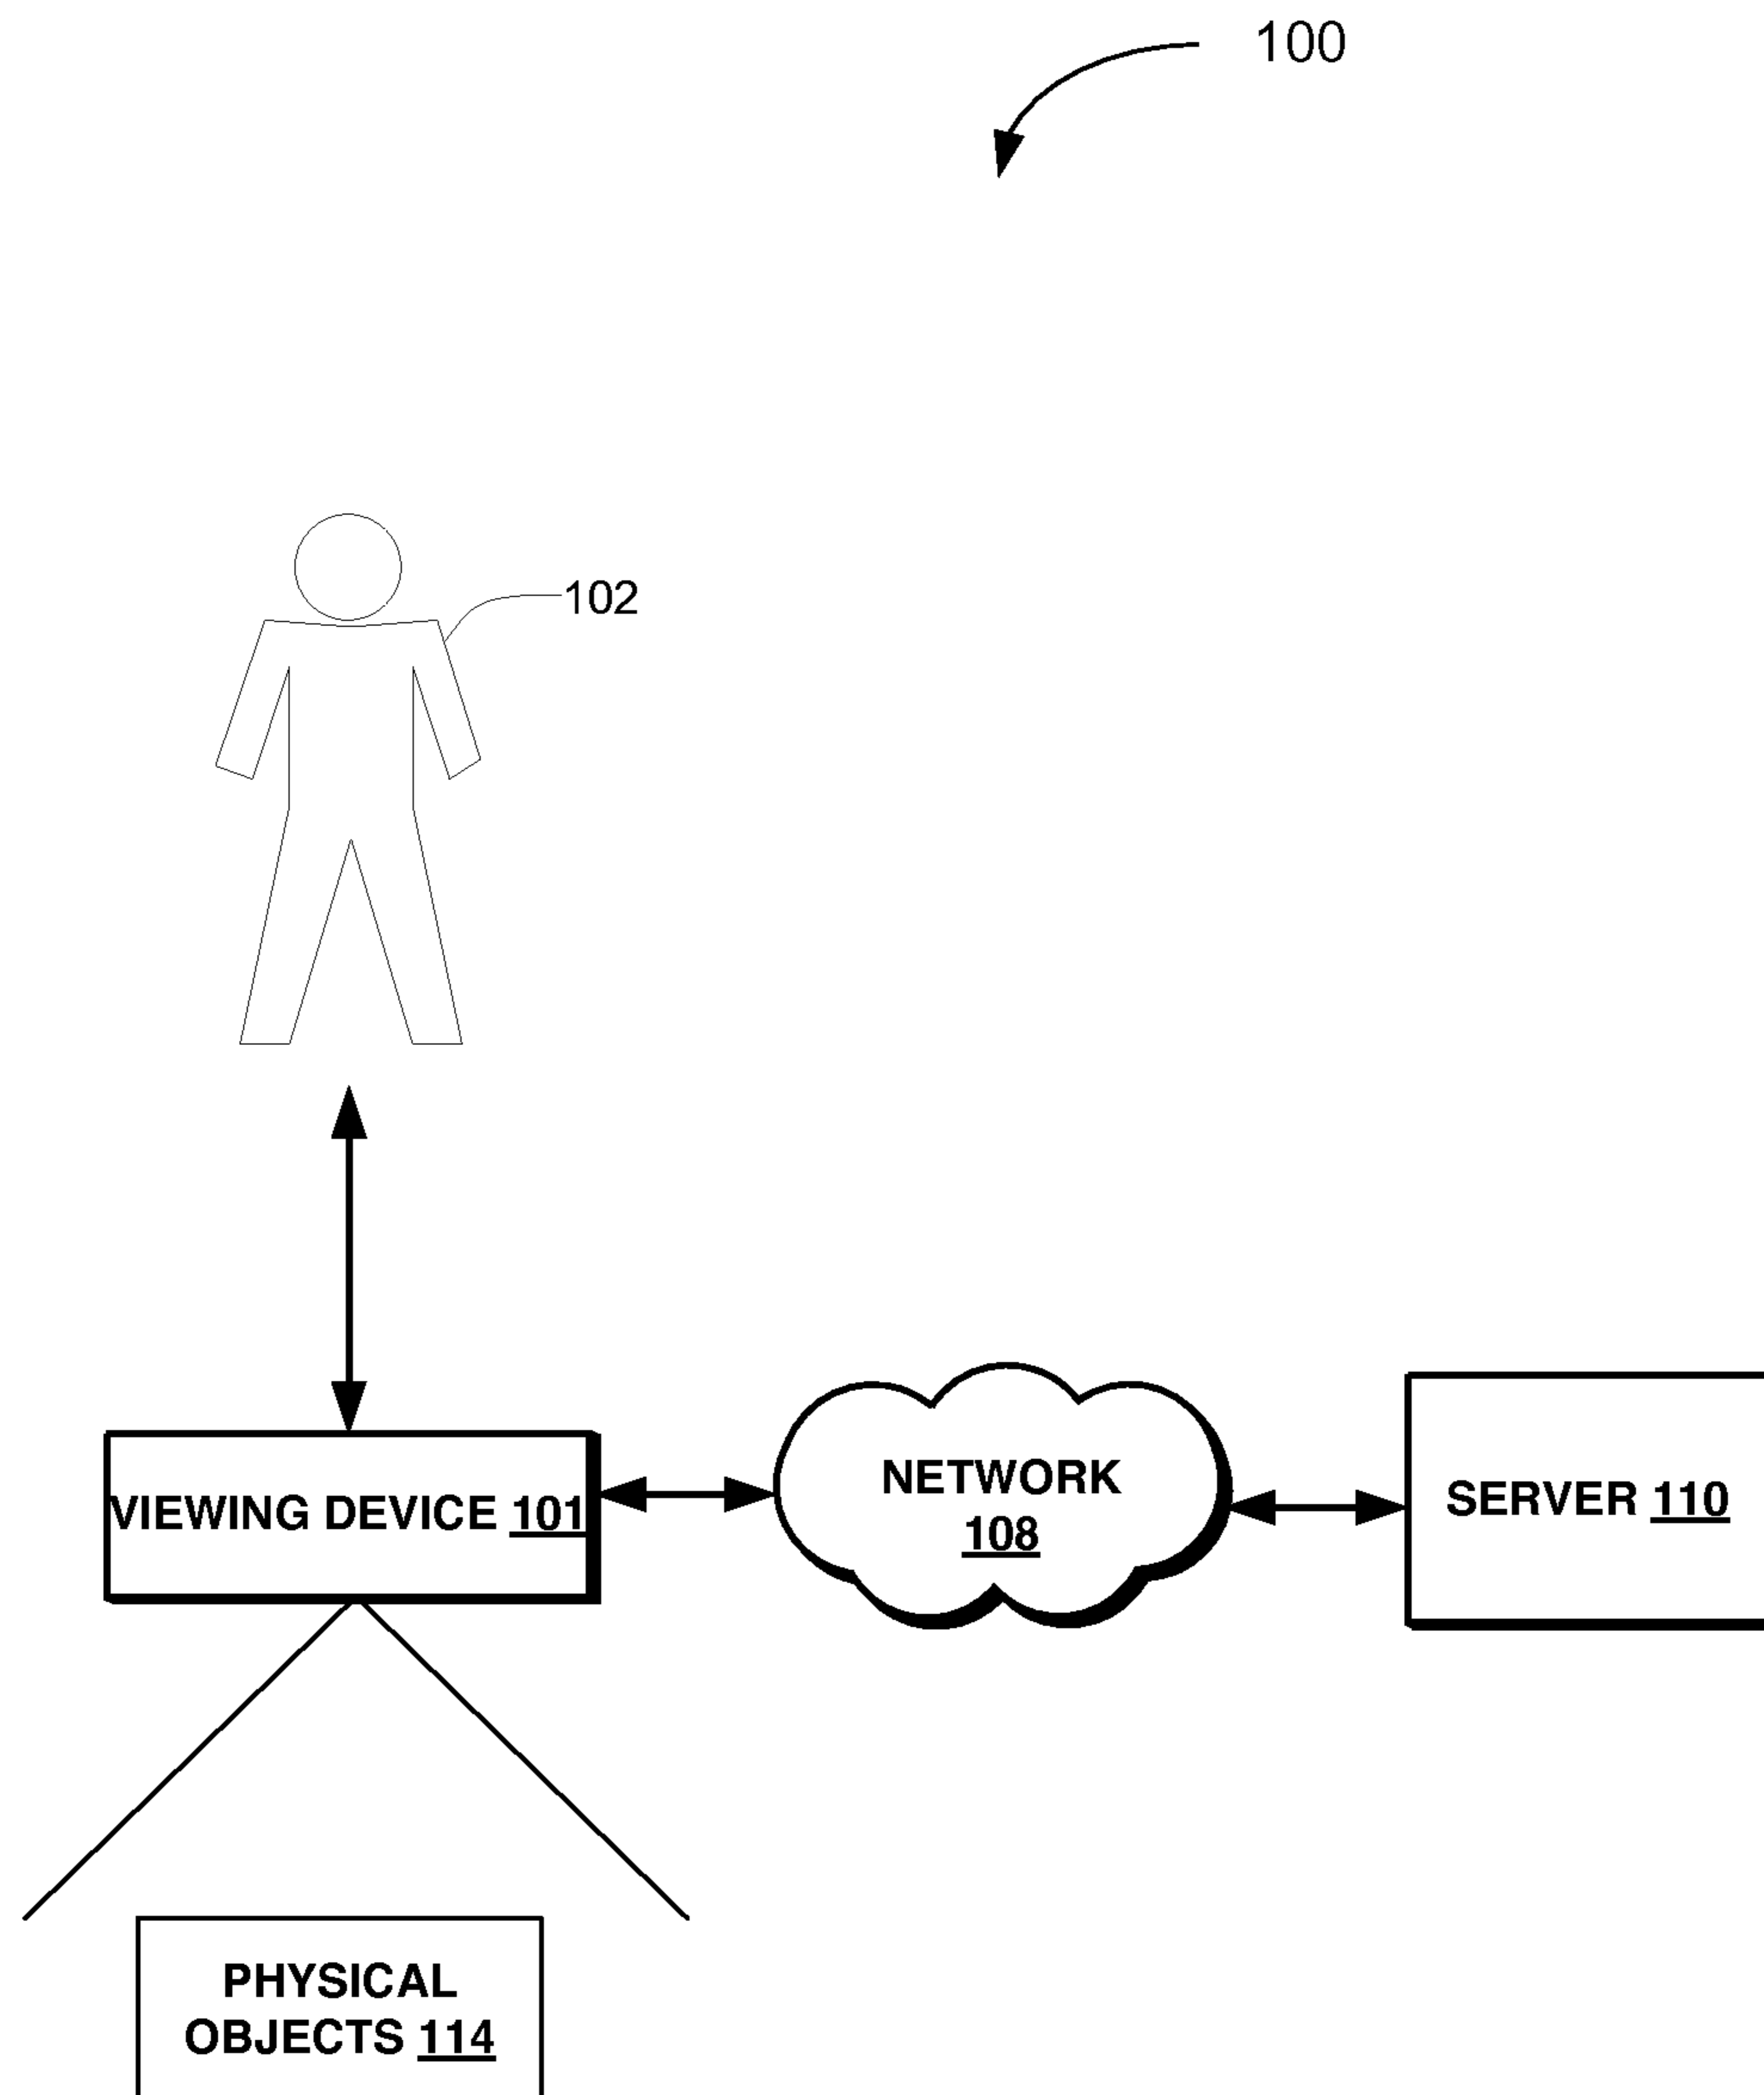 100
102
VIEWING DEVICE 101
NETWORK
108
SERVER 110
PHYSICAL
OBJECTS 114